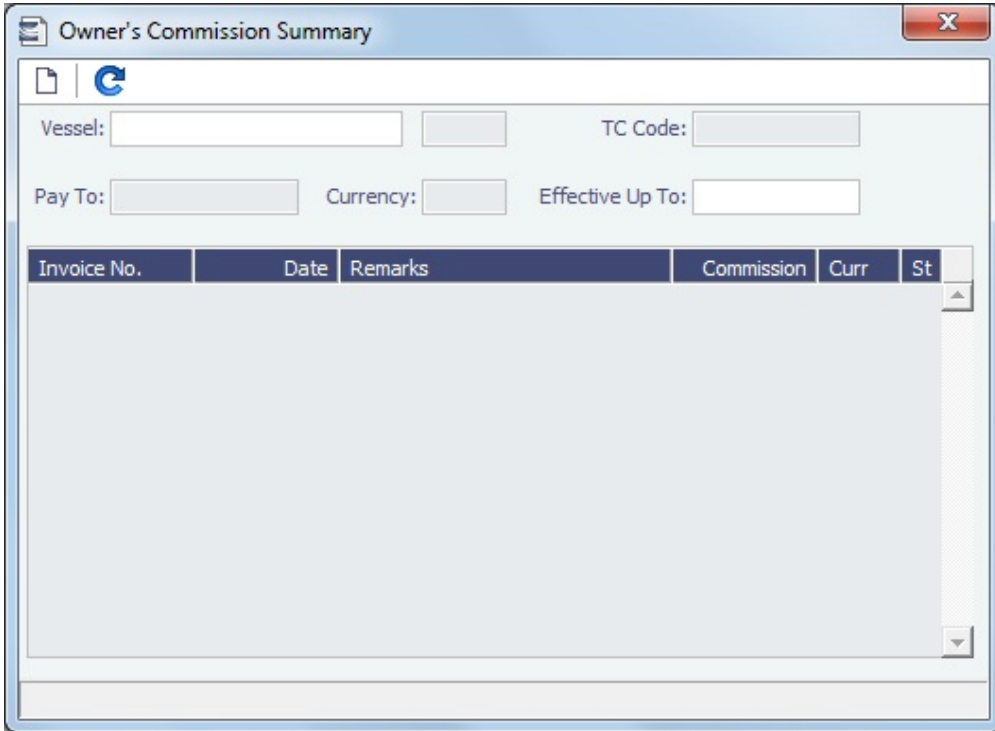 Owner's Commission Summary
Vessel: TC Code:
Pay To: Currency: Effective Up To:
Invoice No. Date Remarks Commission Curr St